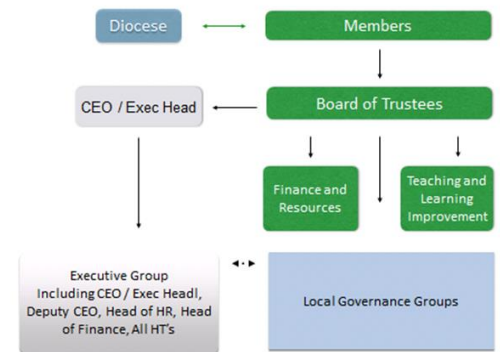 Diocese
Members
CEO / Exec Head
Board of Trustees
Finance and
Resources
Teaching and
Learning
Improvement
Executive Group
Including CEO / Exec Headl,
Deputy CEO, Head of HR, Head
of Finance, All HT's
Local Governance Groups